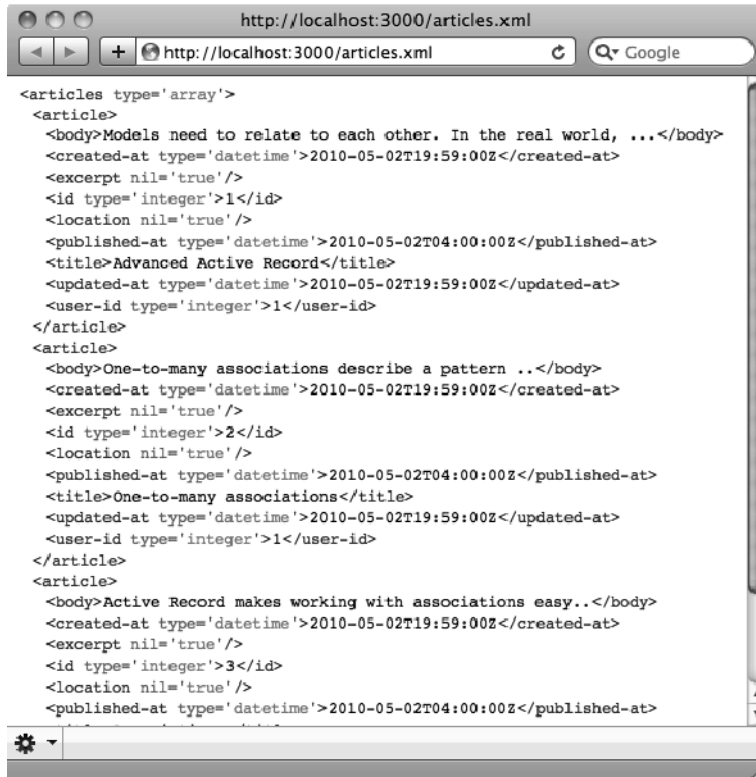 http://localhost:3000/articles.xml
http://localhost:3000/articles.xml
Google
<articles type='array'>
<article>
<body>Models need to relate to each other. In the real world, ...</body>
<created-at type='datetime'>2010-05-02T19:59:00Z</created-at>
<excerpt nil='true'/>
<id type='integer'>1</id>
<location nil='true'/>
<published-at type='datetime'>2010-05-02T04:00:00Z</published-at>
<title>Advanced Active Record</title>
<updated-at type='datetime'>2010-05-02T19:59:00Z</updated-at>
<user-id type='integer'>1</user-id>
</article>
<article>
<body>One-to-many associations describe a pattern ..</body>
<created-at type='datetime'>2010-05-02T19:59:00Z</created-at>
<excerpt nil='true'/>
<id type='integer'>2</id>
<location nil='true'/>
<published-at type='datetime'>2010-05-02T04:00:00Z</published-at>
<title>One-to-many associations</title>
<updated-at type='datetime'>2010-05-02T19:59:00Z</updated-at>
<user-id type='integer'>1</user-id>
</article>
<article>
<body>Active Record makes working with associations easy..</body>
<created-at type='datetime'>2010-05-02T19:59:00Z</created-at>
<excerpt nil='true'/>
<id type='integer'>3</id>
<location nil='true'/>
<published-at type='datetime'>2010-05-02T04:00:00Z</published-at>